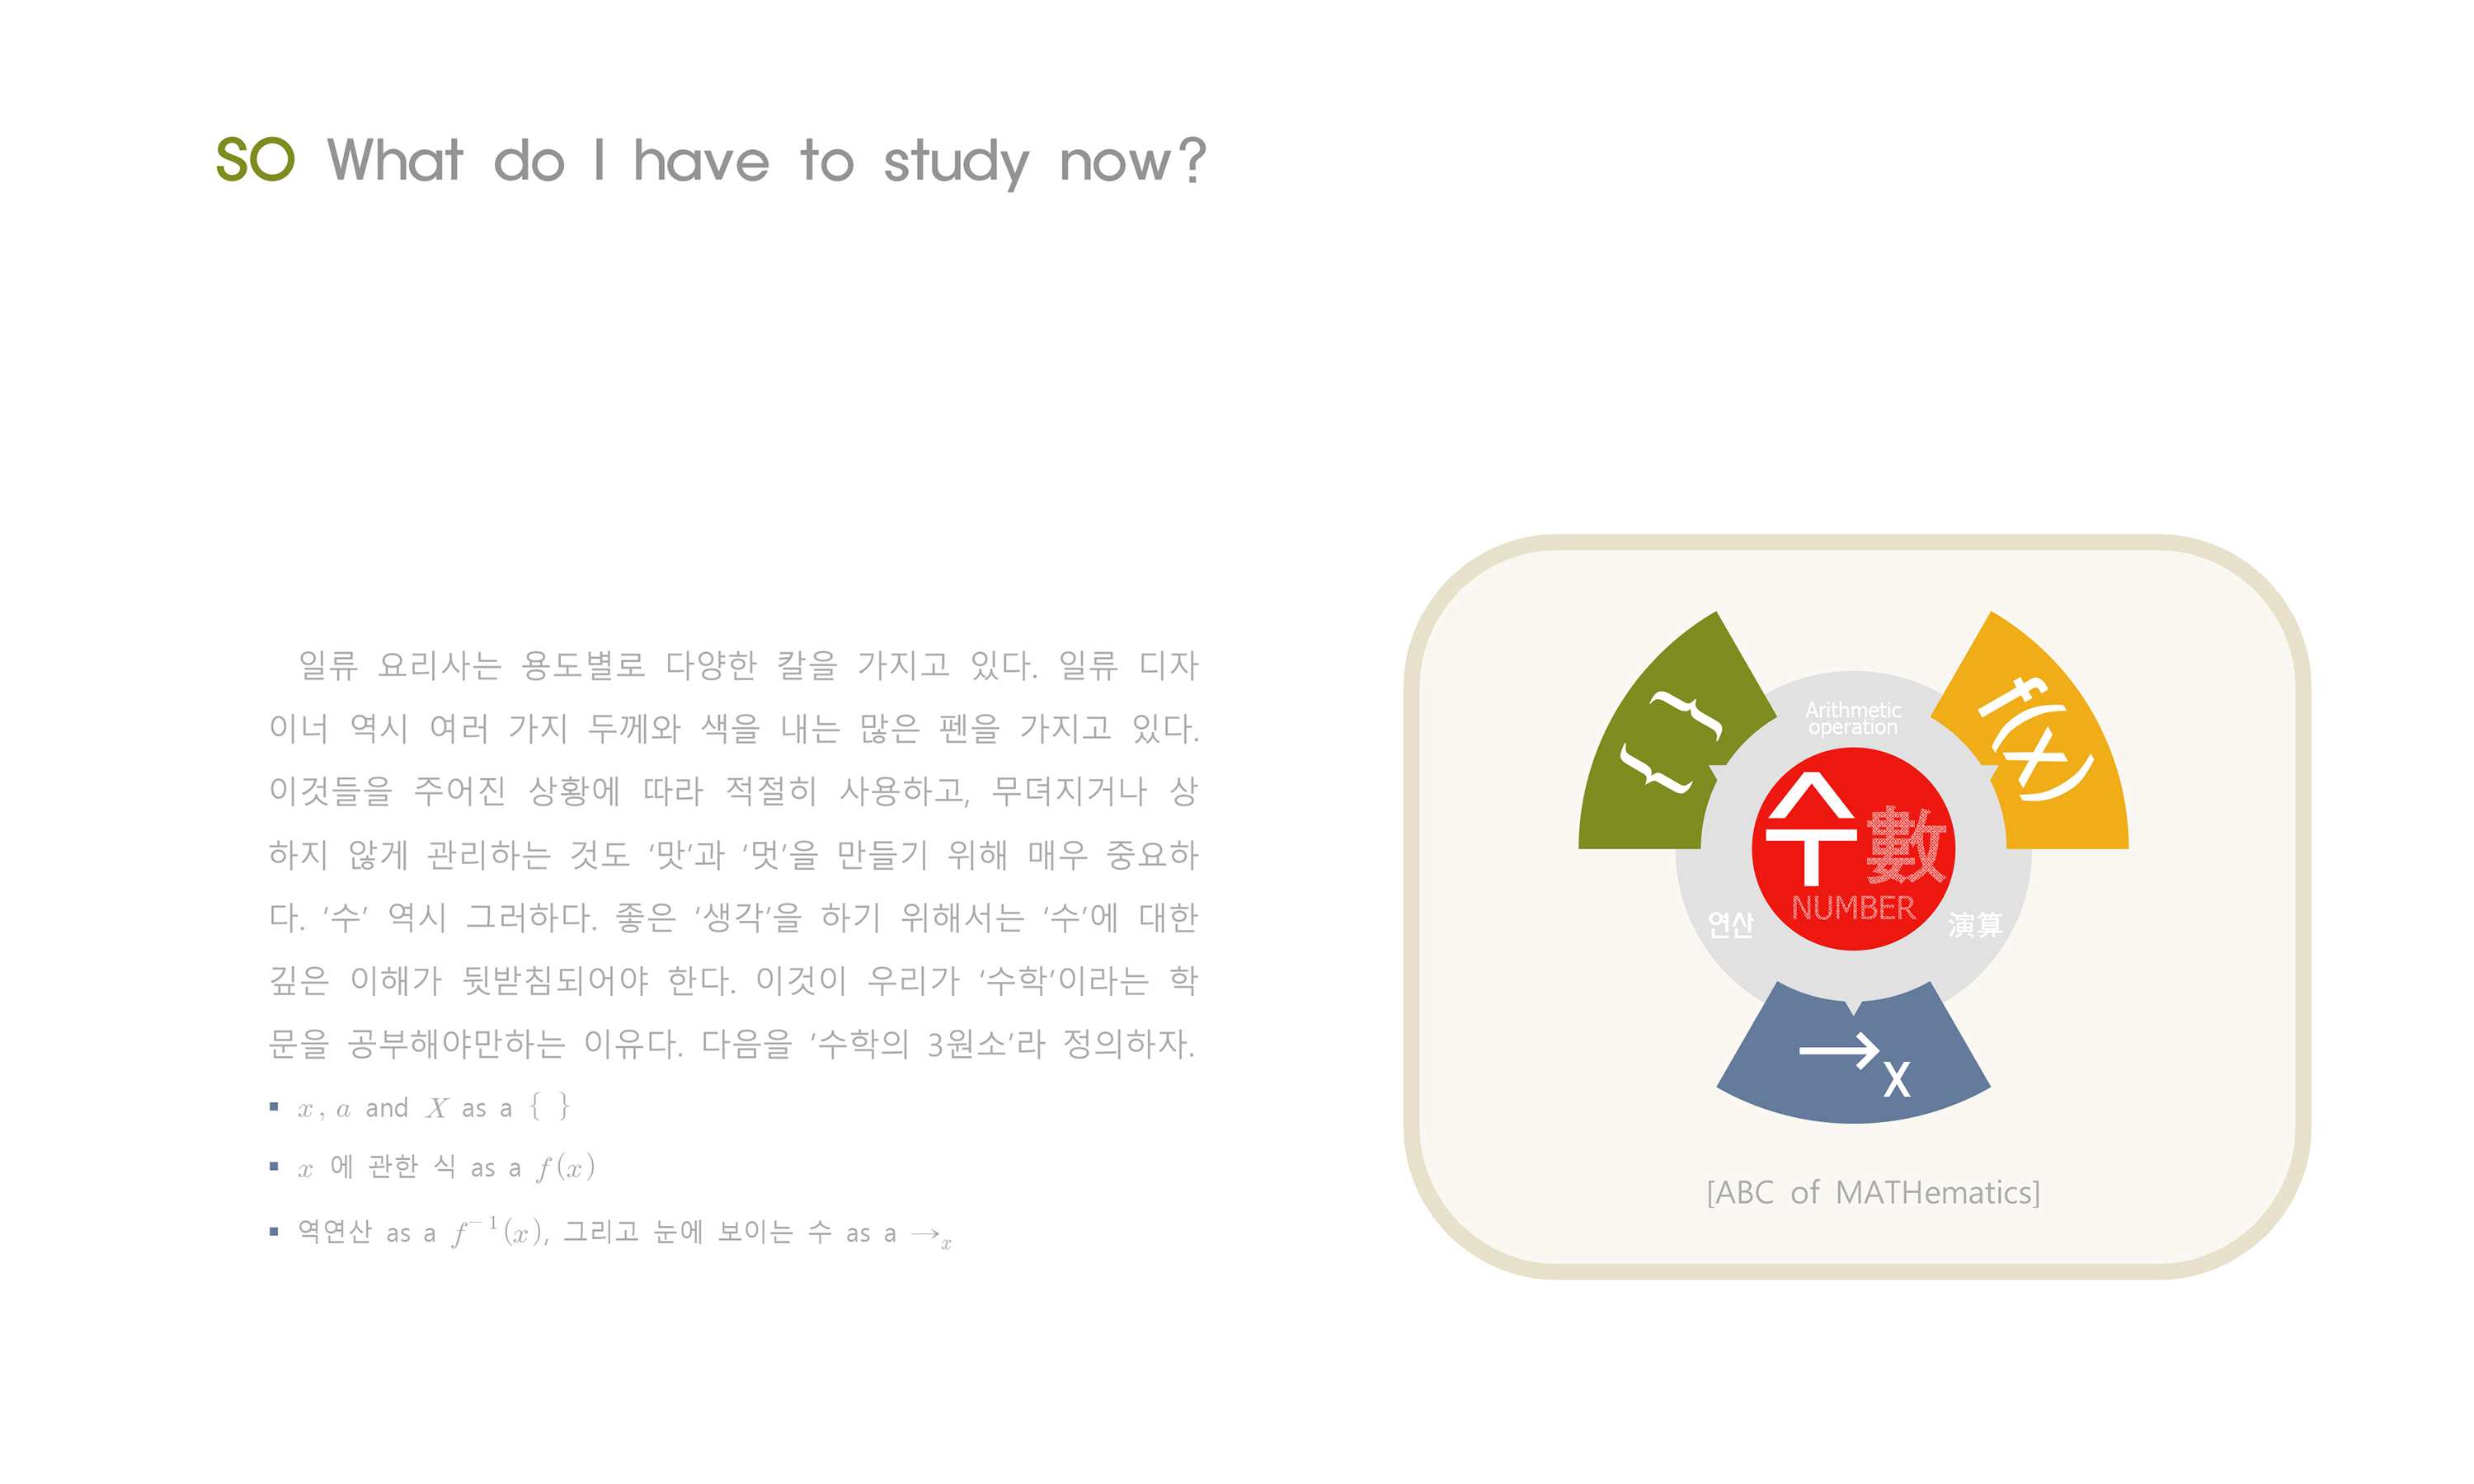 SO What do I have to study now?
일류 요리사는 용도별로 다양한 칼을 가지고 있다. 일류 디자
이너 역시 여러 가지 두께와 색을 내는 많은 펜을 가지고 있다.
이것들을 주어진 상황에 따라 적절히 사용하고, 무뎌지거나 상
하지 않게 관리하는 것도 ‘맛’과 ‘멋’을 만들기 위해 매우 중요하
다. ‘수’ 역시 그러하다. 좋은 ‘생각’을 하기 위해서는 ‘수’에 대한
깊은 이해가 뒷받침되어야 한다. 이것이 우리가 ‘수학’이라는 학
문을 공부해야만하는 이유다. 다음을 ‘수학의 3원소’라 정의하자.
▪ x, a and X as a { }
▪ x 에 관한 식 as a f(x)
▪ 역연산 as a f⁻¹(x), 그리고 눈에 보이는 수 as a →ₓ
{ }
f(x)
Arithmetic
operation
수 數
NUMBER
연산
演算
→x
[ABC of MATHematics]